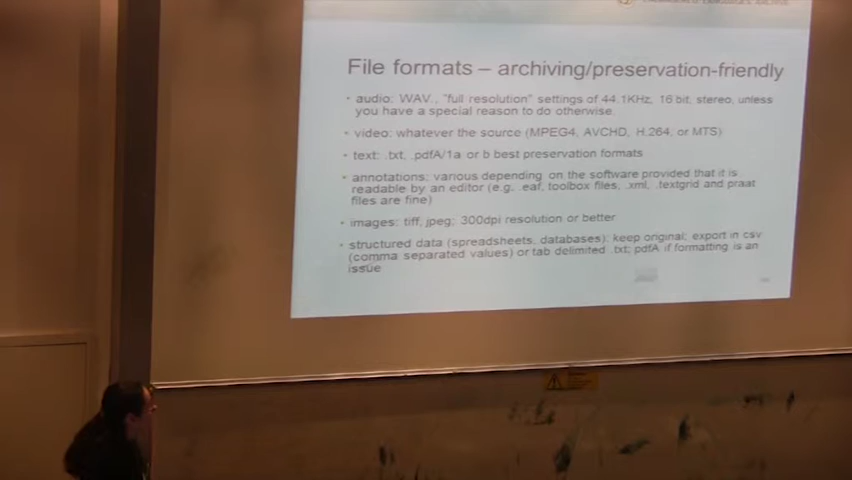 ENDANGERED LANGUAGES ARCHIVE
File formats – archiving/preservation-friendly
• audio: WAV, "full resolution" settings of 44.1KHz, 16 bit, stereo, unless
you have a special reason to do otherwise
• video: whatever the source (MPEG4, AVCHD, H.264, or MTS)
• text: .txt, .pdfA/1a or b best preservation formats
• annotations: various depending on the software provided that it is
readable by an editor (e.g. .eaf, toolbox files, .xml, .textgrid and praat
files are fine)
• images: tiff, jpeg; 300dpi resolution or better
• structured data (spreadsheets, databases): keep original; export in csv
(comma separated values) or tab delimited .txt; pdfA if formatting is an
issue